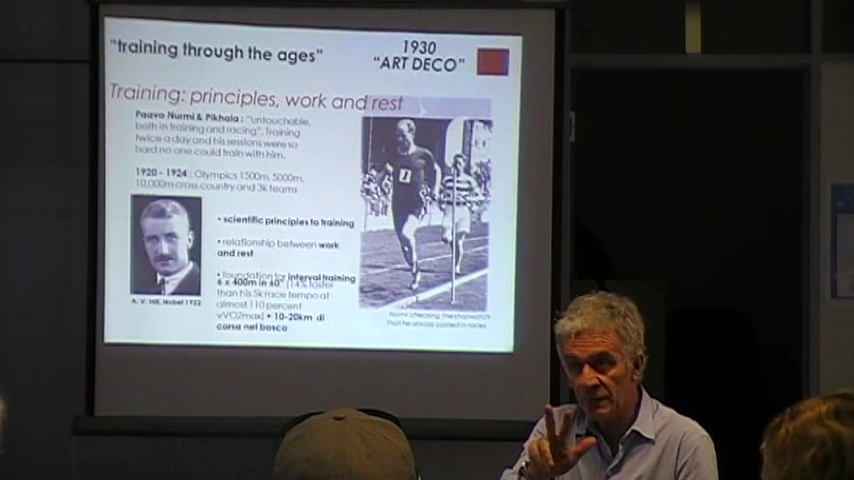 "training through the ages"
1930
"ART DECO"
Training: principles, work and rest
Paavo Nurmi & Pikhala : "untouchable,
both in training and racing". Training
twice a day and his sessions were so
hard no one could train with him.
1920 - 1924 : Olympics 1500m, 5000m,
10,000m cross country and 3k teams
1
• scientific principles to training
• relationship between work
and rest
• foundation for interval training
6 x 400m in 60" (14% faster
than his 5k race tempo at
almost 110 percent
vVO2max) + 10-20km di
corsa nel bosco
A. V. Hill, Nobel 1922
Nurmi checking the stopwatch
that he always carried in races